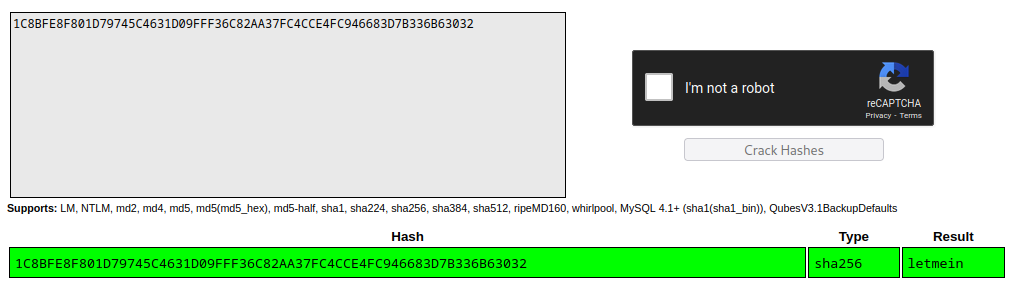 1C8BFE8F801D79745C4631D09FFF36C82AA37FC4CCE4FC946683D7B336B63032
I'm not a robot
reCAPTCHA
Privacy - Terms
Crack Hashes
Supports: LM, NTLM, md2, md4, md5, md5(md5_hex), md5-half, sha1, sha224, sha256, sha384, sha512, ripeMD160, whirlpool, MySQL 4.1+ (sha1(sha1_bin)), QubesV3.1BackupDefaults
Hash Type Result
1C8BFE8F801D79745C4631D09FFF36C82AA37FC4CCE4FC946683D7B336B63032 sha256 letmein